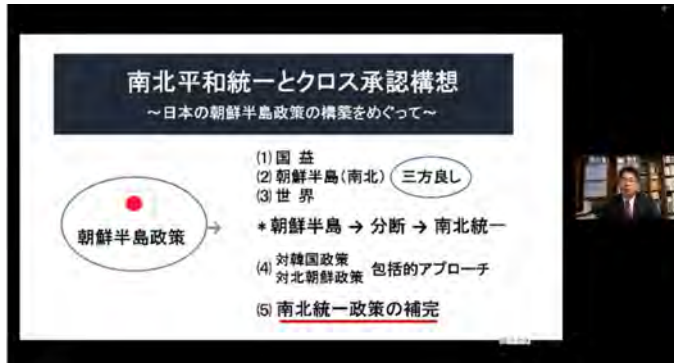 南北平和統一とクロス承認構想
～日本の朝鮮半島政策の構築をめぐって～
朝鮮半島政策
→
(1) 国 益
(2) 朝鮮半島(南北) 三方良し
(3) 世 界
＊朝鮮半島 → 分断 → 南北統一
(4) 対韓国政策
対北朝鮮政策 包括的アプローチ
(5) 南北統一政策の補完